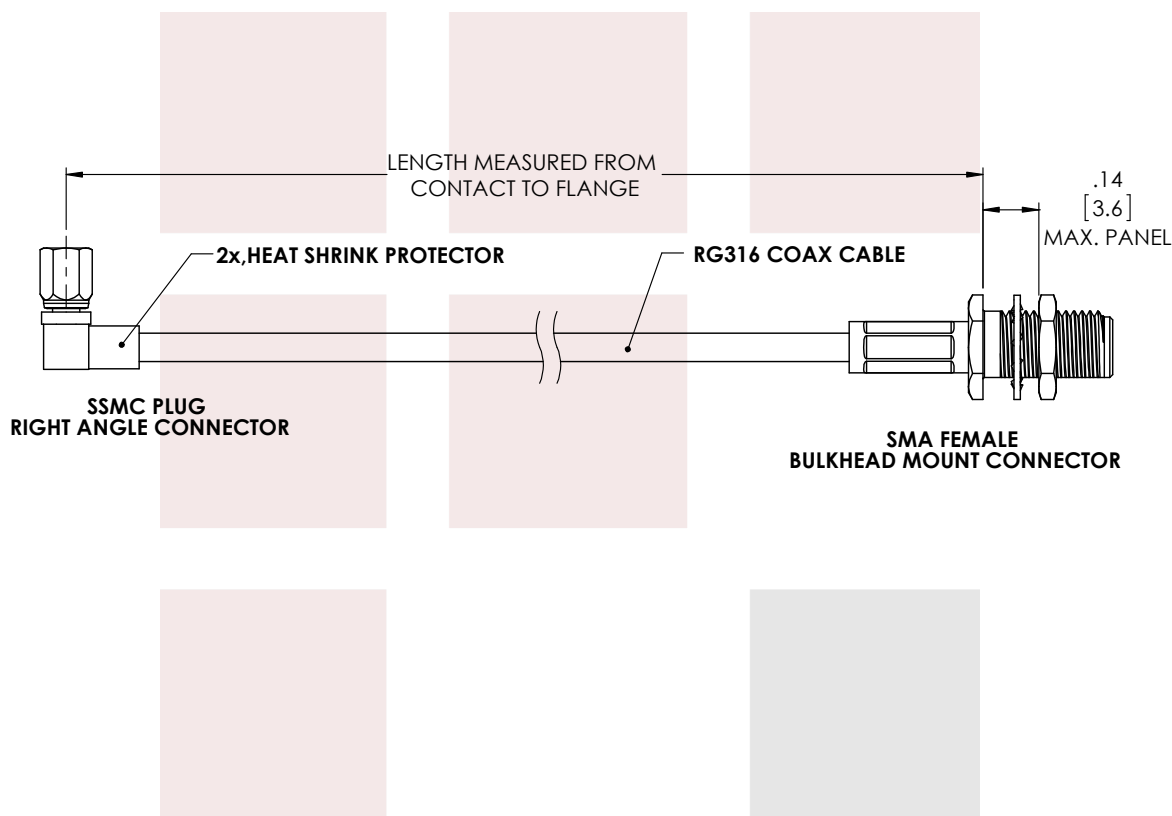 LENGTH MEASURED FROM
CONTACT TO FLANGE
.14
[3.6]
MAX. PANEL
2x,HEAT SHRINK PROTECTOR
RG316 COAX CABLE
SSMC PLUG
RIGHT ANGLE CONNECTOR
SMA FEMALE
BULKHEAD MOUNT CONNECTOR